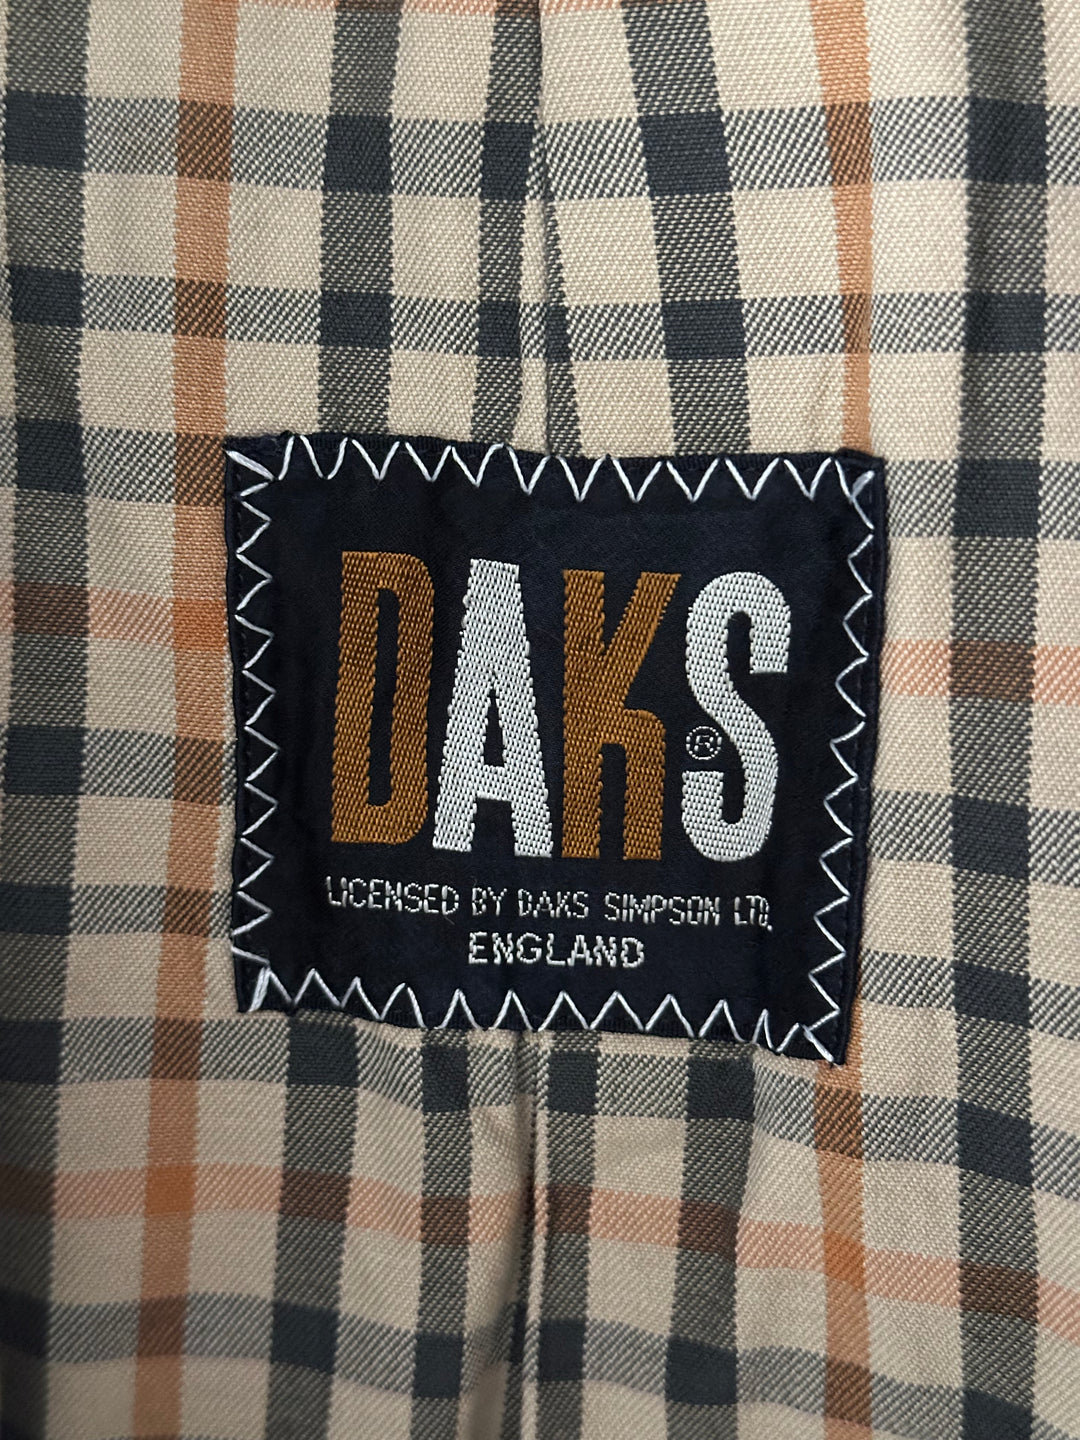 DAKS®
LICENSED BY DAKS SIMPSON LTD.
ENGLAND